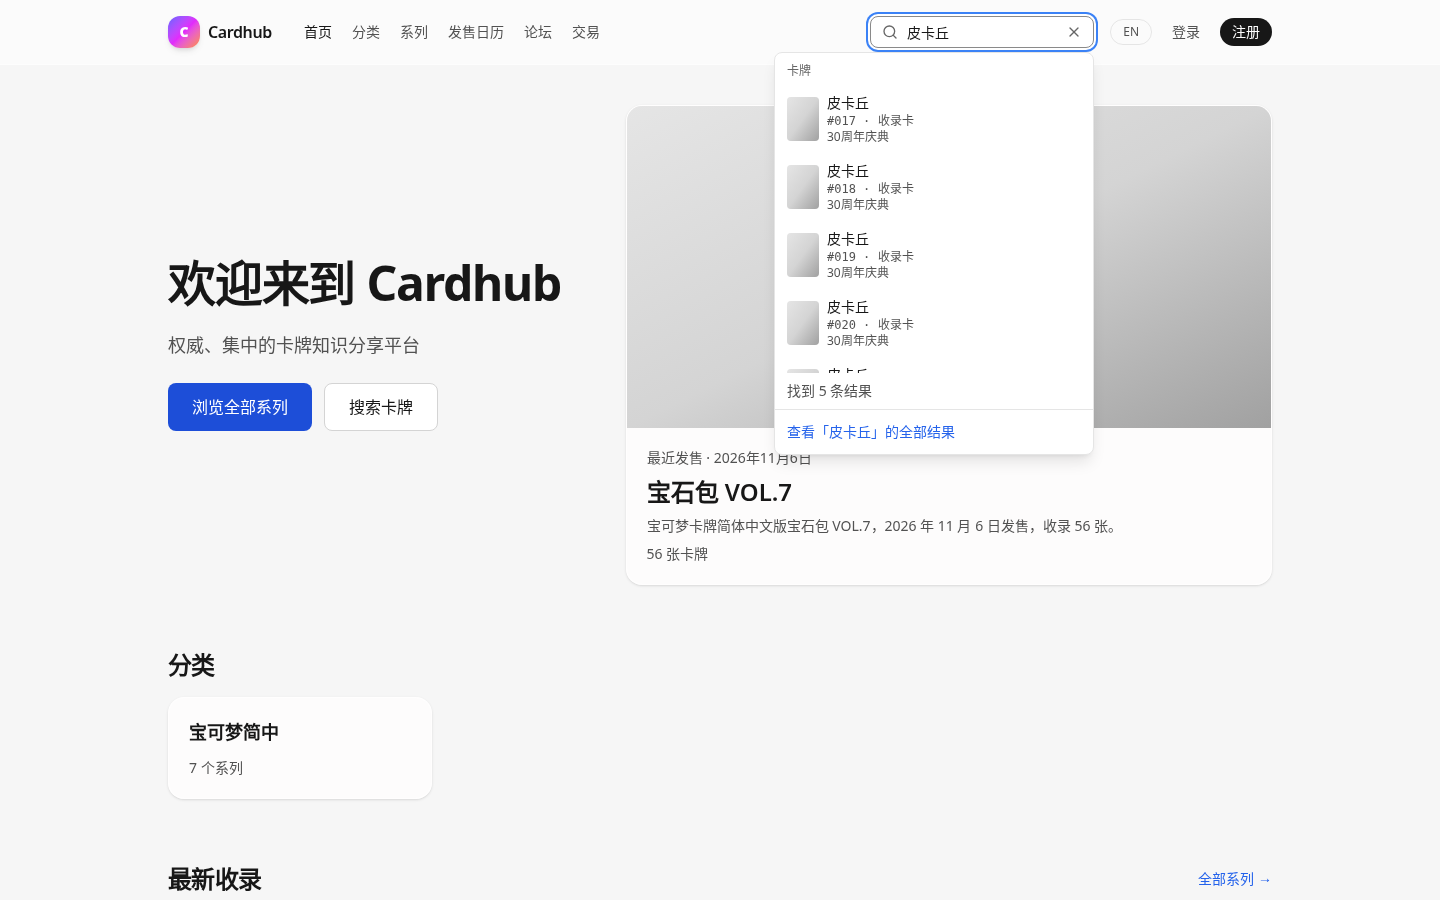 C Cardhub 首页 分类 系列 发售日历 论坛 交易 皮卡丘 EN 登录 注册
卡牌
皮卡丘
#017 · 收录卡
30周年庆典
皮卡丘
#018 · 收录卡
30周年庆典
皮卡丘
#019 · 收录卡
30周年庆典
皮卡丘
#020 · 收录卡
30周年庆典
找到 5 条结果
查看「皮卡丘」的全部结果
欢迎来到 Cardhub
权威、集中的卡牌知识分享平台
浏览全部系列 搜索卡牌
最近发售 · 2026年11月6日
宝石包 VOL.7
宝可梦卡牌简体中文版宝石包 VOL.7，2026 年 11 月 6 日发售，收录 56 张。
56 张卡牌
分类
宝可梦简中
7 个系列
最新收录 全部系列 →